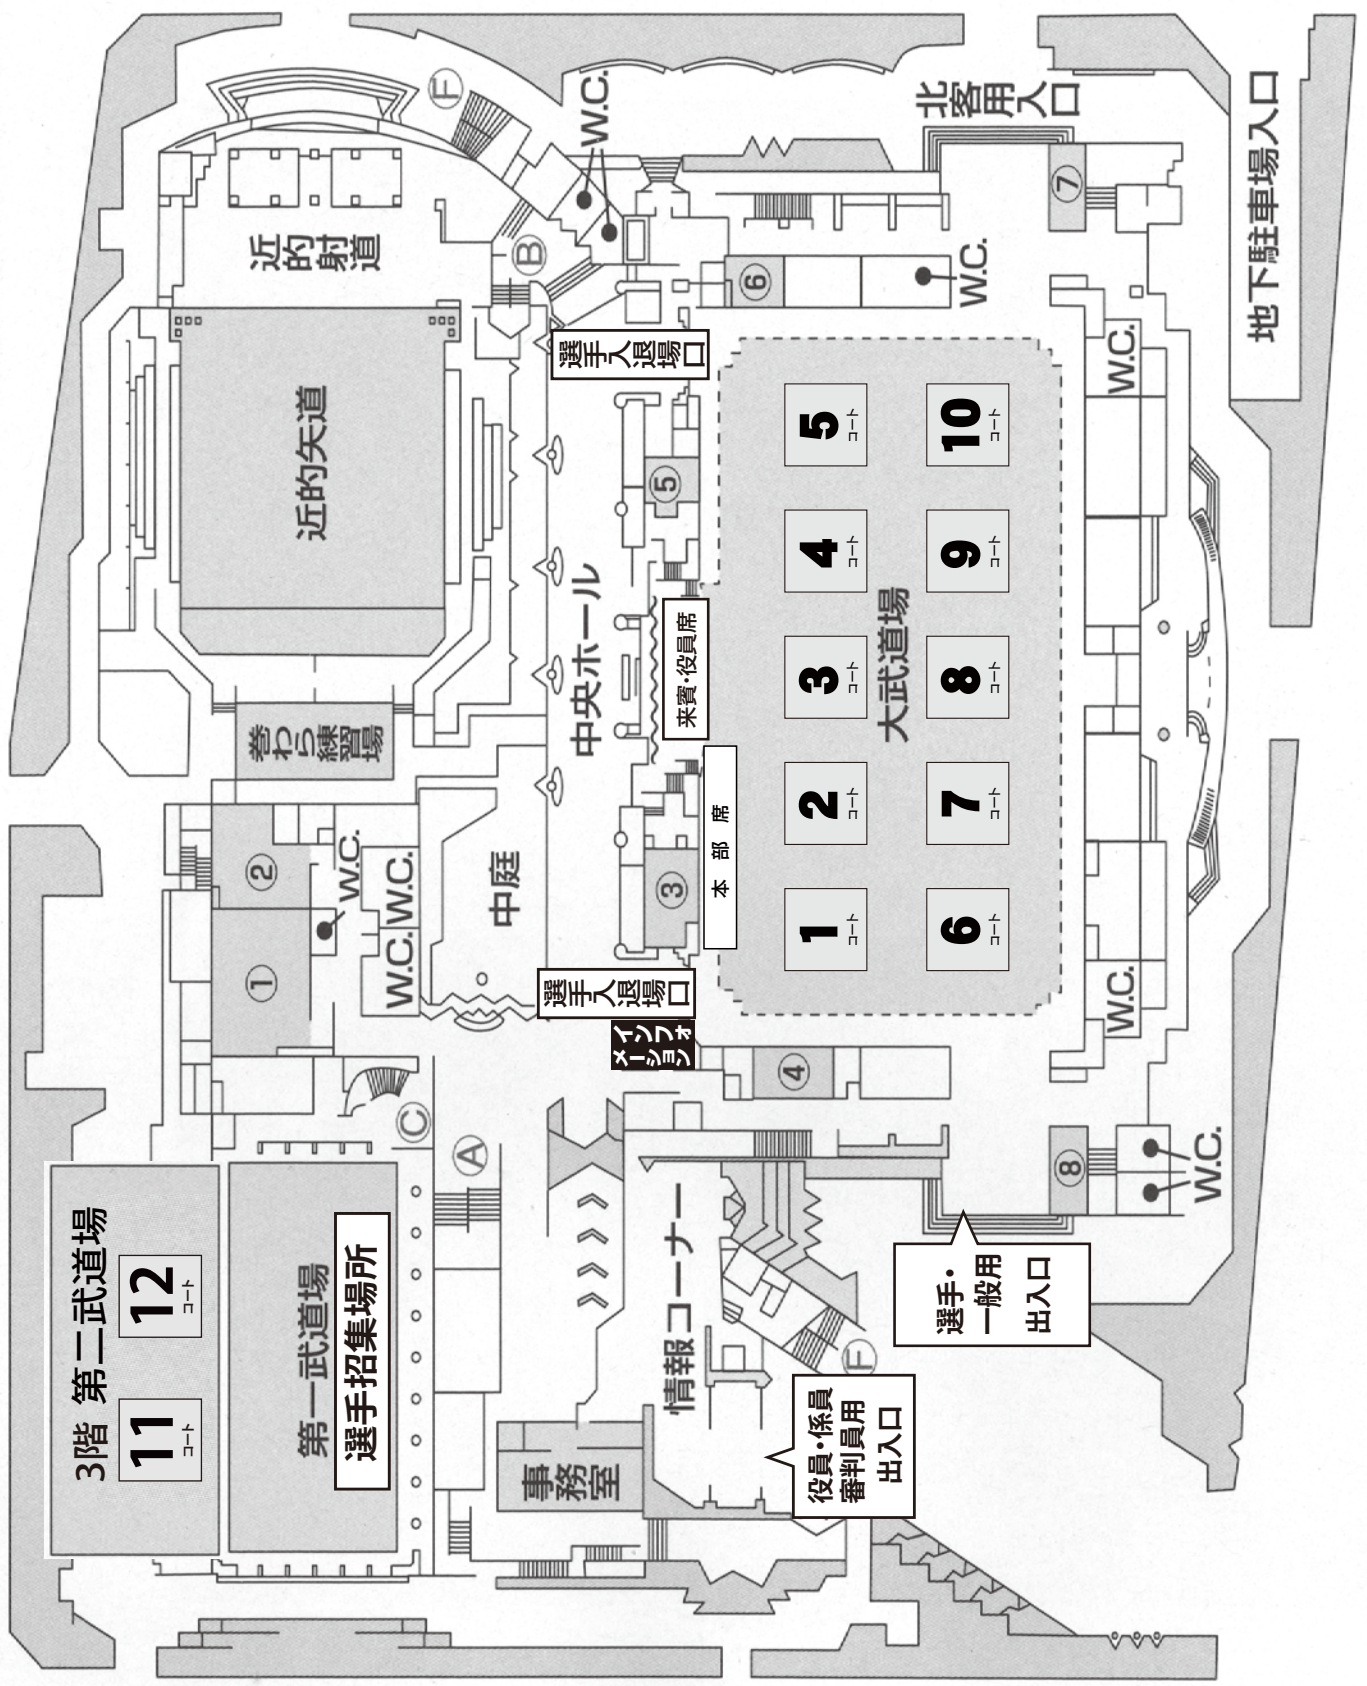 3階 第二武道場
11
コート
12
コート
第一武道場
選手招集場所
①
②
巻わら練習場
近的矢道
近的射道
W.C.
W.C.
W.C.
Ⓒ
Ⓐ
Ⓑ
Ⓕ
事務室
中庭
中央ホール
選手入退場口
選手入退場口
インフォメーション
W.C.
情報コーナー
③
本部席
来賓・役員席
⑤
④
⑥
役員・係員
審判員用
出入口
Ⓕ
1
コート
2
コート
3
コート
4
コート
5
コート
大武道場
6
コート
7
コート
8
コート
9
コート
10
コート
選手・
一般用
出入口
W.C.
北客用入口
⑧
⑦
W.C.
W.C.
W.C.
地下駐車場入口